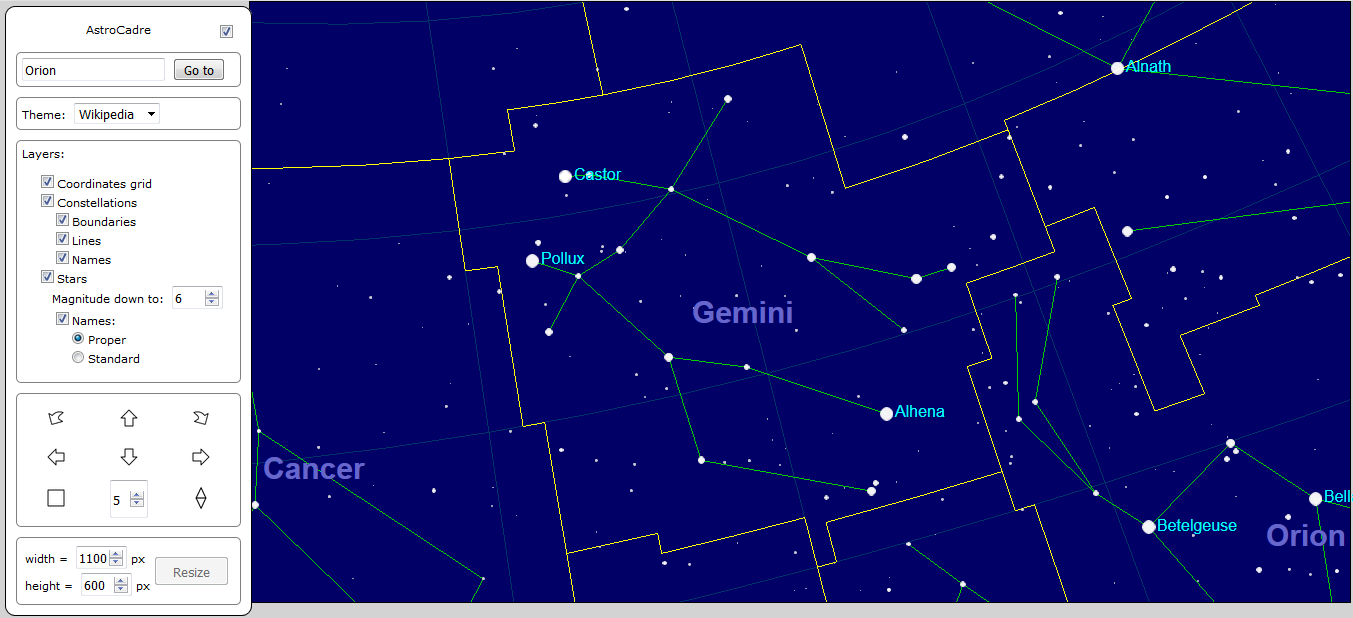 AstroCadre
Orion
Go to
Theme: Wikipedia
Layers:
Coordinates grid
Constellations
Boundaries
Lines
Names
Stars
Magnitude down to: 6
Names:
Proper
Standard
5
width = 1100 px
height = 600 px
Resize
Alnath
Castor
Pollux
Gemini
Alhena
Cancer
Bell
Betelgeuse
Orion